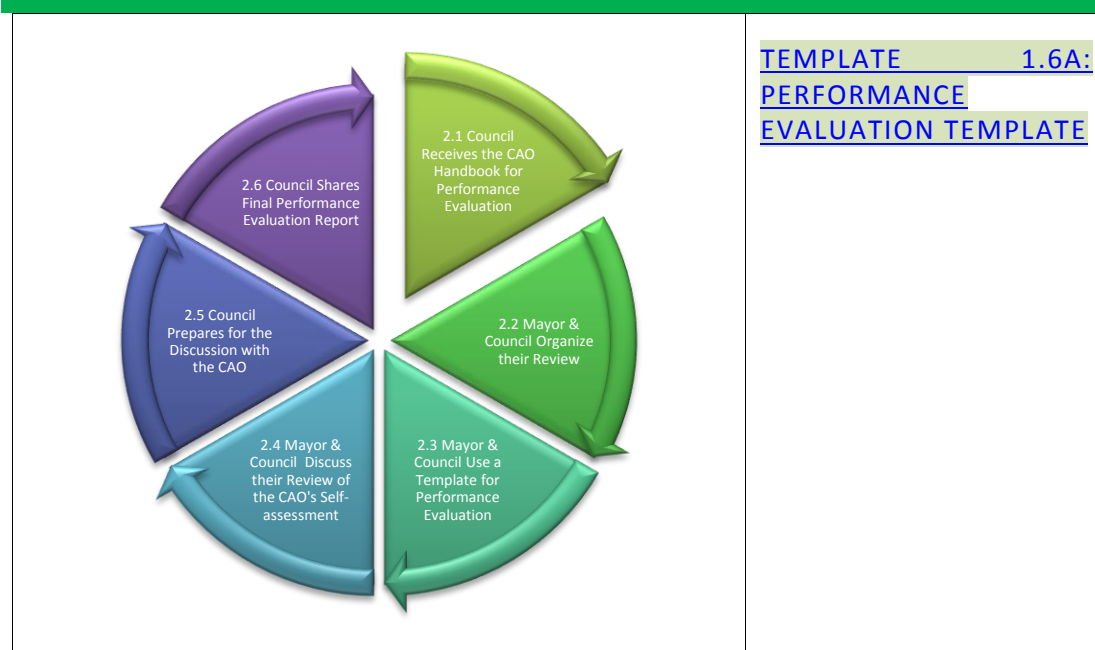 2.1 Council
Receives the CAO
Handbook for
Performance
Evaluation
2.2 Mayor &
Council Organize
their Review
2.3 Mayor &
Council Use a
Template for
Performance
Evaluation
2.4 Mayor &
Council Discuss
their Review of
the CAO's Self-
assessment
2.5 Council
Prepares for the
Discussion with
the CAO
2.6 Council Shares
Final Performance
Evaluation Report
TEMPLATE 1.6A:
PERFORMANCE
EVALUATION TEMPLATE